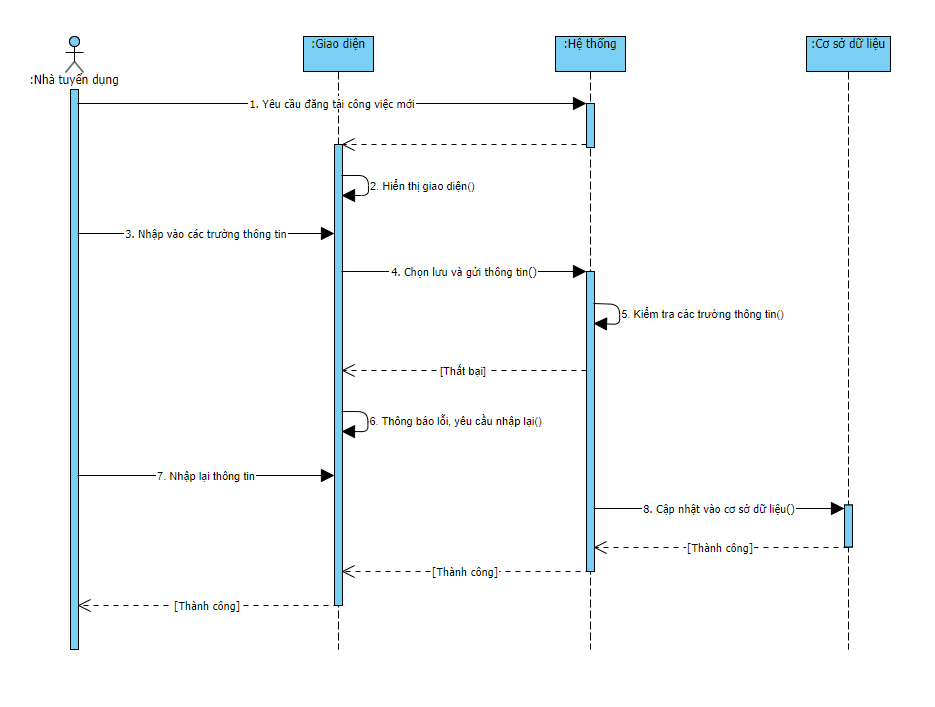 :Giao diện
:Hệ thống
:Cơ sở dữ liệu
:Nhà tuyển dụng
1. Yêu cầu đăng tải công việc mới
2. Hiển thị giao diện()
3. Nhập vào các trường thông tin
4. Chọn lưu và gửi thông tin()
5. Kiểm tra các trường thông tin()
[Thất bại]
6. Thông báo lỗi, yêu cầu nhập lại()
7. Nhập lại thông tin
8. Cập nhật vào cơ sở dữ liệu()
[Thành công]
[Thành công]
[Thành công]